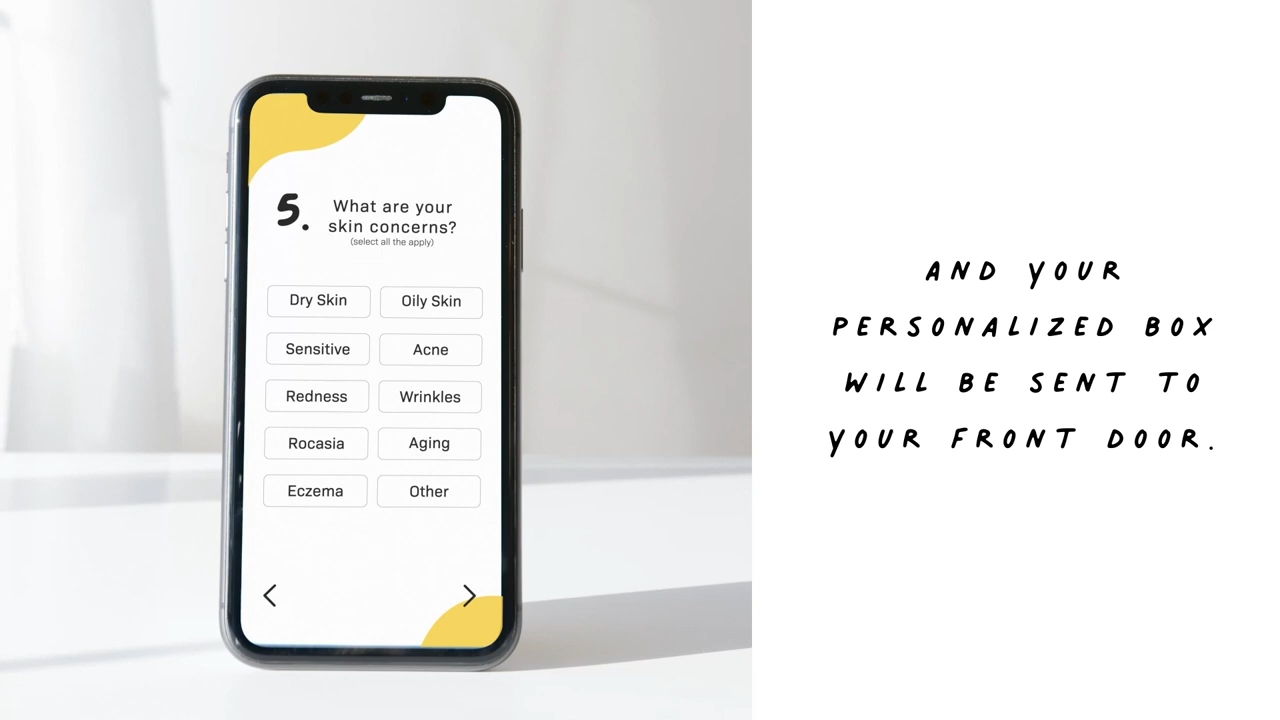 5.
What are your
skin concerns?
(select all the apply)
Dry Skin
Oily Skin
Sensitive
Acne
Redness
Wrinkles
Rocasia
Aging
Eczema
Other
AND YOUR
PERSONALIZED BOX
WILL BE SENT TO
YOUR FRONT DOOR.